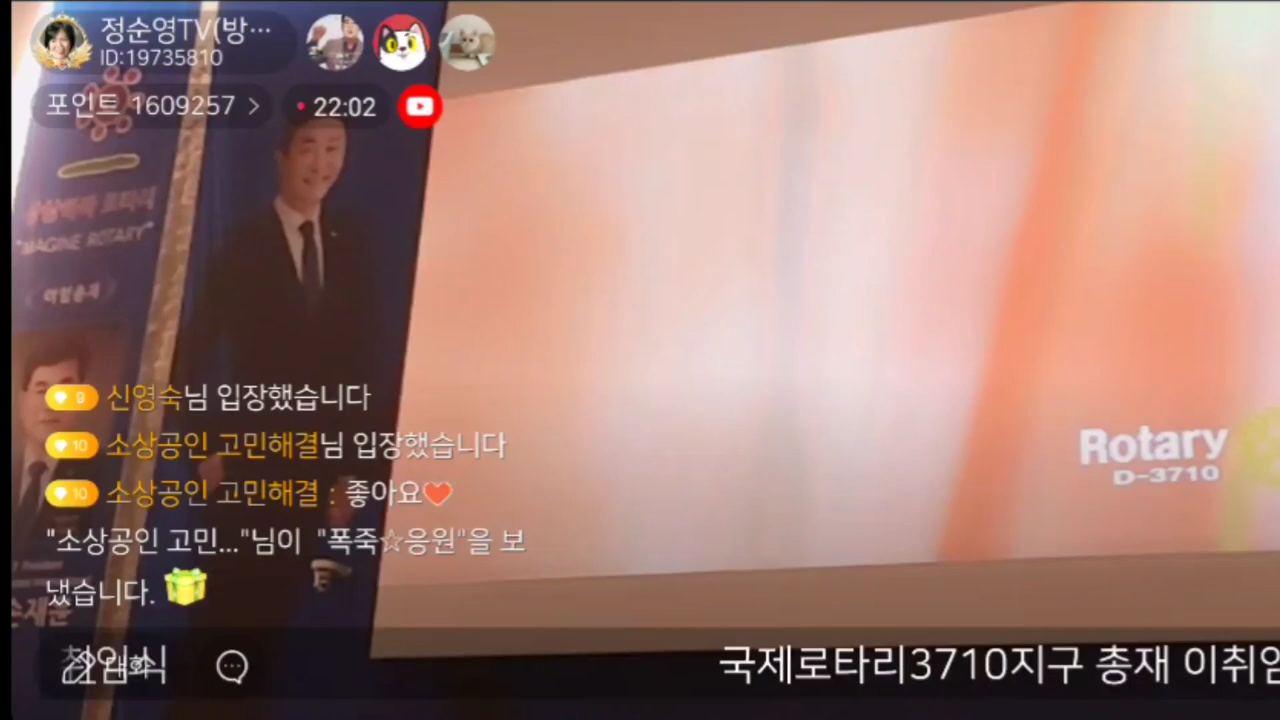 정순영TV(방…
ID:19735810
포인트 1609257 >
22:02
"IMAGINE ROTARY"
9 신영숙님 입장했습니다
10 소상공인 고민해결님 입장했습니다
10 소상공인 고민해결 : 좋아요
"소상공인 고민..."님이 "폭죽☆응원"을 보
냈습니다.
Rotary
D-3710
국제로타리3710지구 총재 이취임